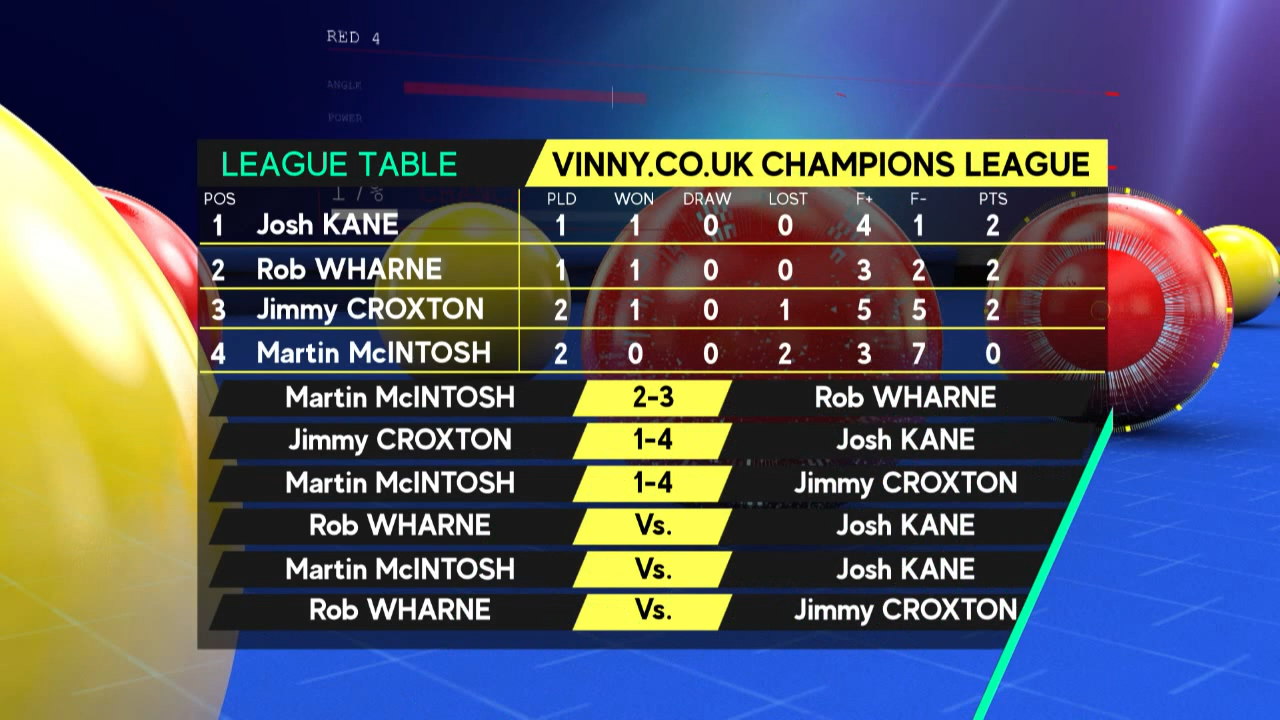 RED 4
ANGLE
POWER
LEAGUE TABLE VINNY.CO.UK CHAMPIONS LEAGUE
POS PLD WON DRAW LOST F+ F- PTS
1 Josh KANE 1 1 0 0 4 1 2
2 Rob WHARNE 1 1 0 0 3 2 2
3 Jimmy CROXTON 2 1 0 1 5 5 2
4 Martin McINTOSH 2 0 0 2 3 7 0
Martin McINTOSH 2-3 Rob WHARNE
Jimmy CROXTON 1-4 Josh KANE
Martin McINTOSH 1-4 Jimmy CROXTON
Rob WHARNE Vs. Josh KANE
Martin McINTOSH Vs. Josh KANE
Rob WHARNE Vs. Jimmy CROXTON